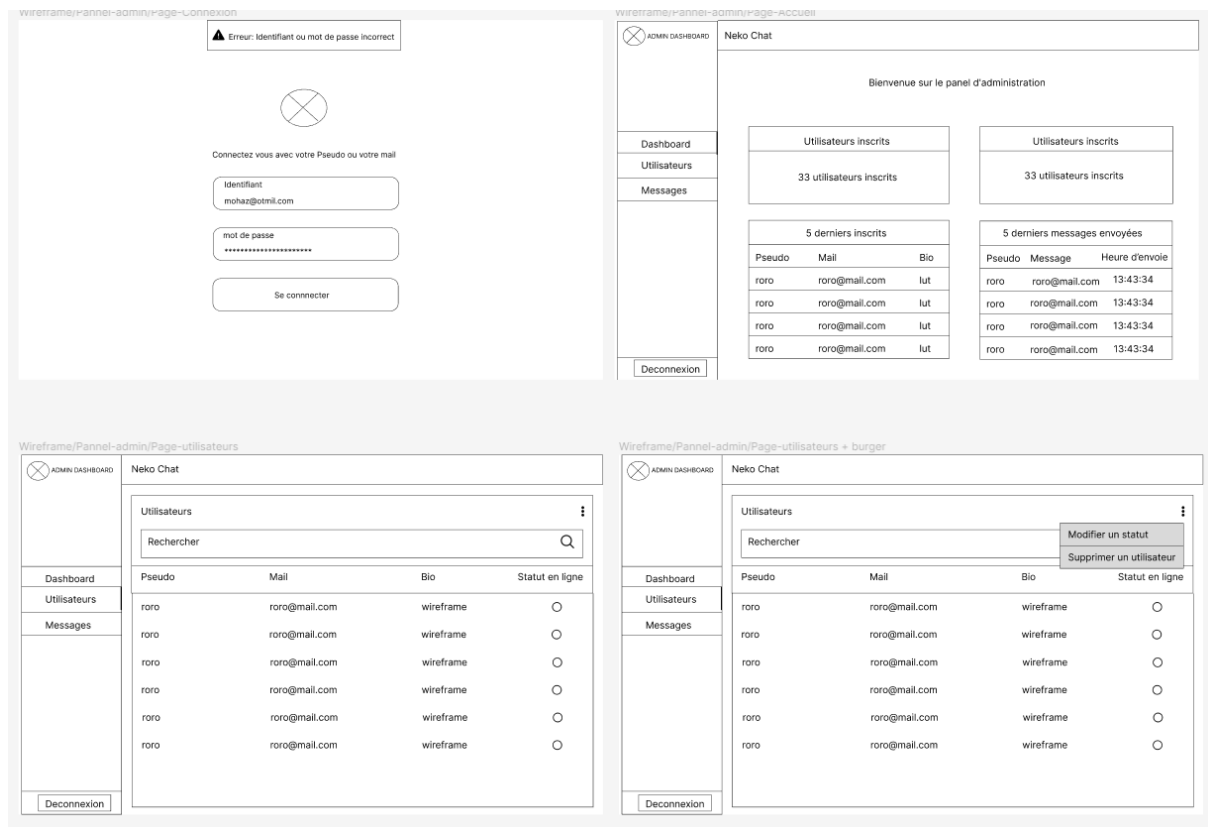 Wireframe/Pannel-admin/Page-Connexion
Erreur: Identifiant ou mot de passe incorrect
Connectez vous avec votre Pseudo ou votre mail
Identifiant
mohaz@otmil.com
mot de passe
**********************
Se connnecter
Wireframe/Pannel-admin/Page-Accueil
ADMIN DASHBOARD
Neko Chat
Bienvenue sur le panel d'administration
Dashboard
Utilisateurs
Messages
Deconnexion
Utilisateurs inscrits
33 utilisateurs inscrits
Utilisateurs inscrits
33 utilisateurs inscrits
5 derniers inscrits
Pseudo Mail Bio
roro roro@mail.com lut
roro roro@mail.com lut
roro roro@mail.com lut
roro roro@mail.com lut
5 derniers messages envoyées
Pseudo Message Heure d'envoie
roro roro@mail.com 13:43:34
roro roro@mail.com 13:43:34
roro roro@mail.com 13:43:34
roro roro@mail.com 13:43:34
Wireframe/Pannel-admin/Page-utilisateurs
ADMIN DASHBOARD
Neko Chat
Dashboard
Utilisateurs
Messages
Deconnexion
Utilisateurs
Rechercher
Pseudo Mail Bio Statut en ligne
roro roro@mail.com wireframe
roro roro@mail.com wireframe
roro roro@mail.com wireframe
roro roro@mail.com wireframe
roro roro@mail.com wireframe
roro roro@mail.com wireframe
Wireframe/Pannel-admin/Page-utilisateurs + burger
ADMIN DASHBOARD
Neko Chat
Dashboard
Utilisateurs
Messages
Deconnexion
Utilisateurs
Rechercher
Modifier un statut
Supprimer un utilisateur
Pseudo Mail Bio Statut en ligne
roro roro@mail.com wireframe
roro roro@mail.com wireframe
roro roro@mail.com wireframe
roro roro@mail.com wireframe
roro roro@mail.com wireframe
roro roro@mail.com wireframe